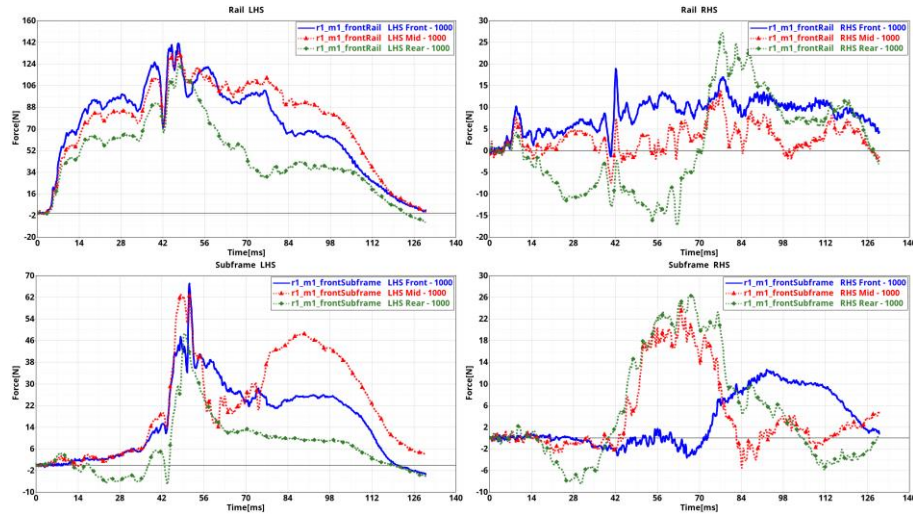 Rail LHS
160
142
124
106
88
70
52
34
16
-2
-20
Force[N]
r1_m1_frontRail LHS Front - 1000
r1_m1_frontRail LHS Mid - 1000
r1_m1_frontRail LHS Rear - 1000
0 14 28 42 56 70 84 98 112 126 140
Time[ms]
Rail RHS
30
25
20
15
10
5
0
-5
-10
-15
-20
Force[N]
r1_m1_frontRail RHS Front - 1000
r1_m1_frontRail RHS Mid - 1000
r1_m1_frontRail RHS Rear - 1000
0 14 28 42 56 70 84 98 112 126 140
Time[ms]
Subframe LHS
70
62
54
46
38
30
22
14
6
-2
-10
Force[N]
r1_m1_frontSubframe LHS Front - 1000
r1_m1_frontSubframe LHS Mid - 1000
r1_m1_frontSubframe LHS Rear - 1000
0 14 28 42 56 70 84 98 112 126 140
Time[ms]
Subframe RHS
30
26
22
18
14
10
6
2
-2
-6
-10
Force[N]
r1_m1_frontSubframe RHS Front - 1000
r1_m1_frontSubframe RHS Mid - 1000
r1_m1_frontSubframe RHS Rear - 1000
0 14 28 42 56 70 84 98 112 126 140
Time[ms]